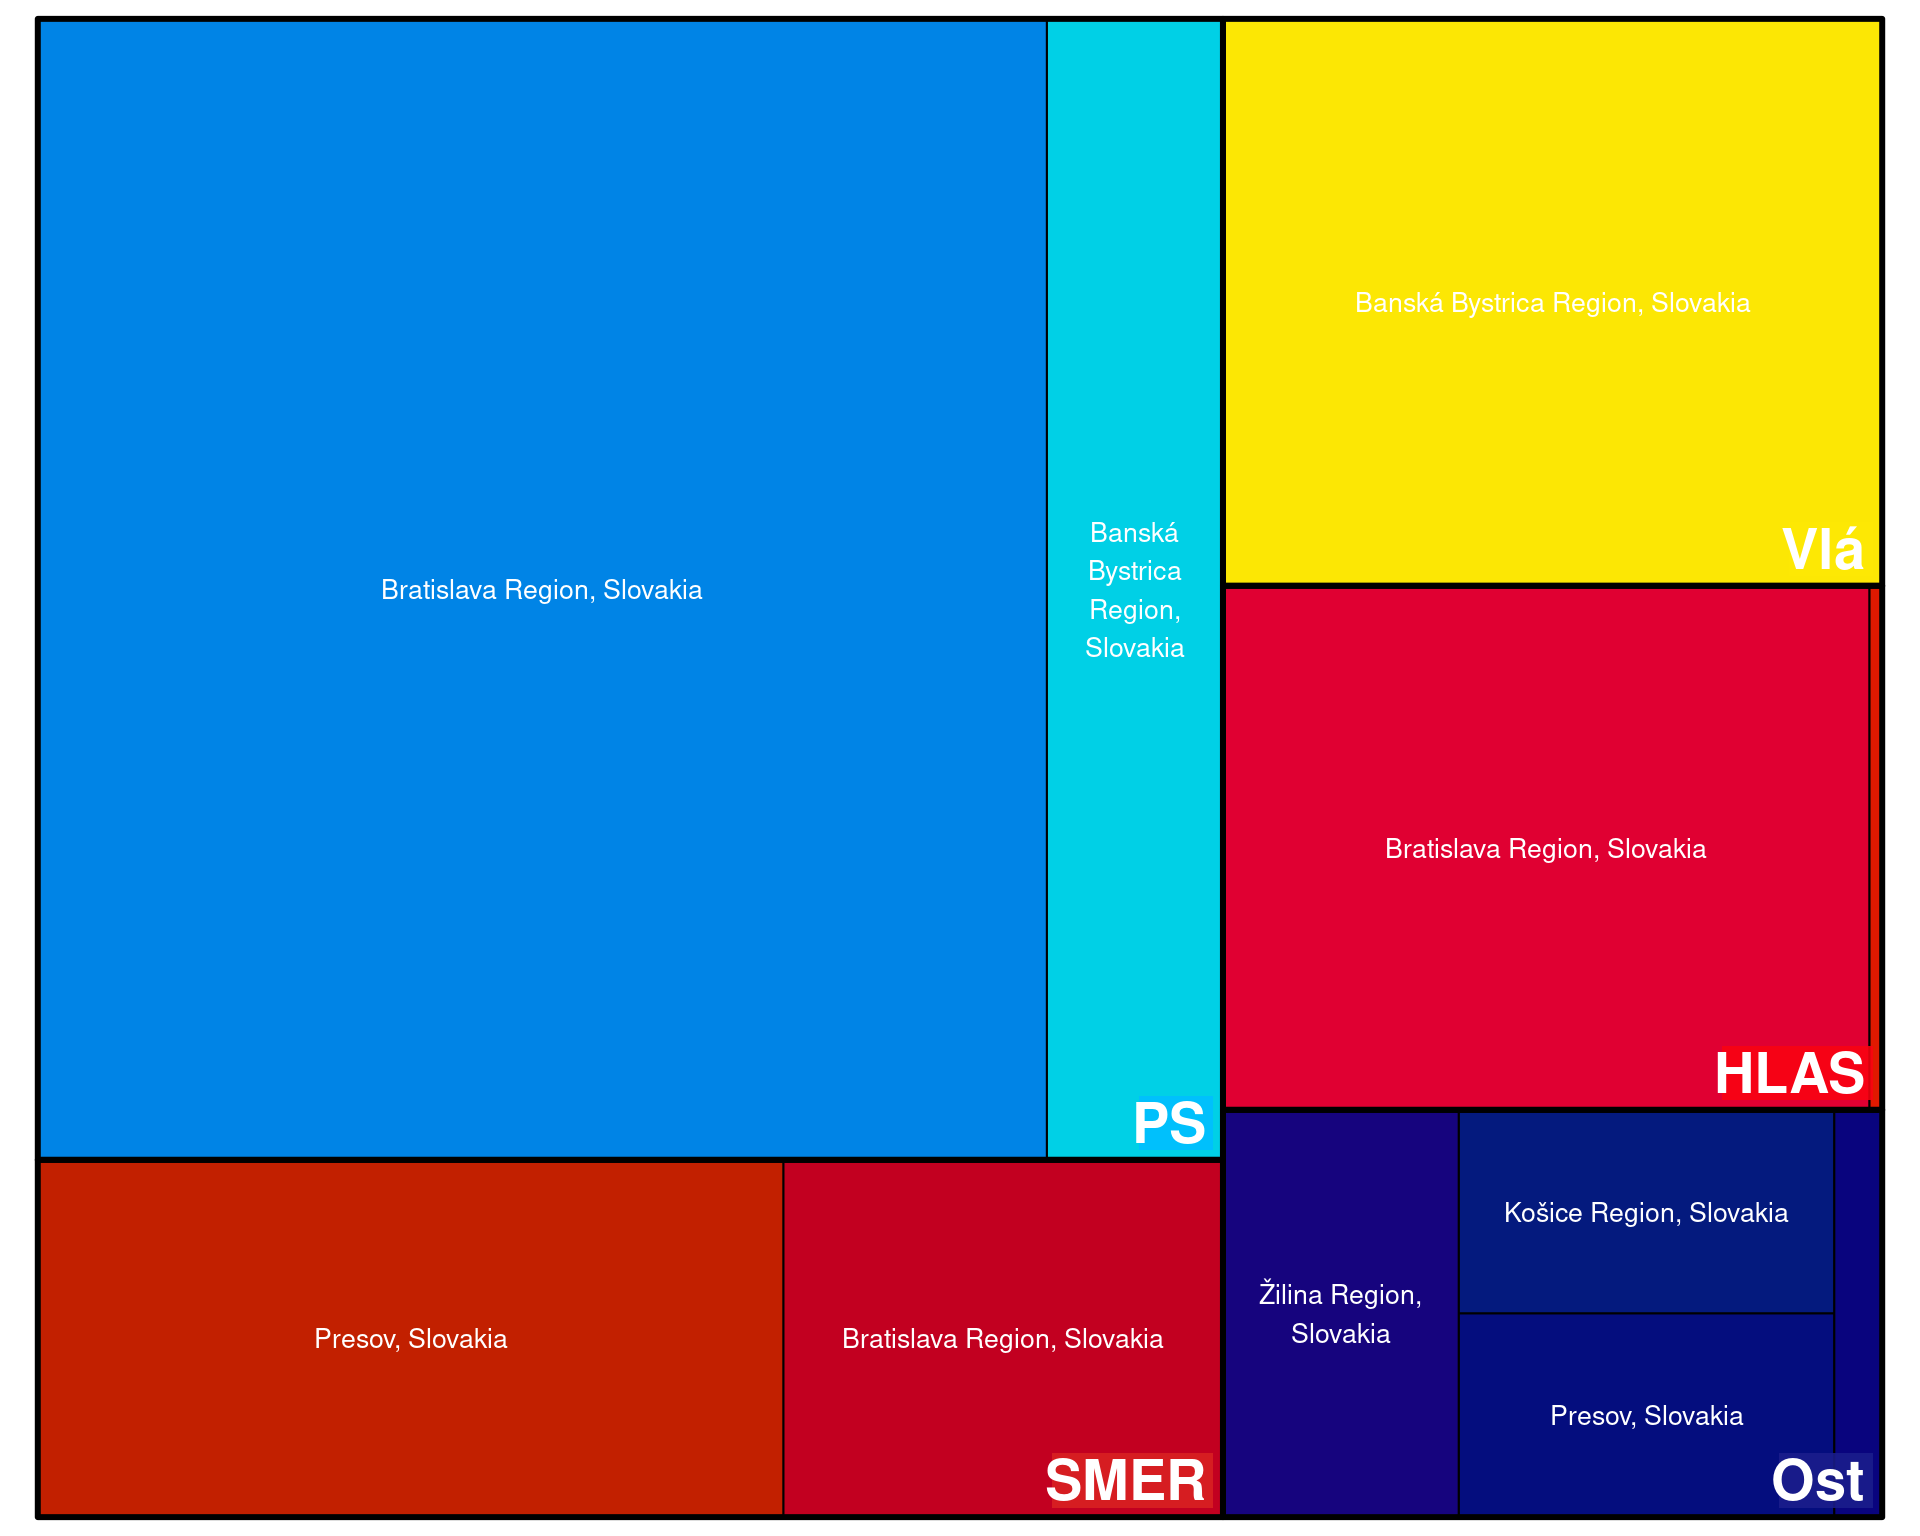 Bratislava Region, Slovakia
Banská
Bystrica
Region,
Slovakia
PS
Presov, Slovakia
Bratislava Region, Slovakia
SMER
Banská Bystrica Region, Slovakia
Vlá
Bratislava Region, Slovakia
HLAS
Žilina Region,
Slovakia
Košice Region, Slovakia
Presov, Slovakia
Ost